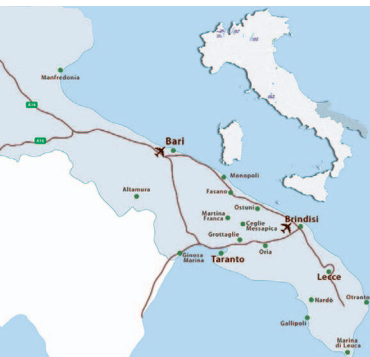 Manfredonia
A14
A16
Bari
Monopoli
Altamura
Fasano
Ostuni
Martina
Franca
Ceglie
Messapica
Brindisi
Grottaglie
Oria
Ginosa
Marina
Taranto
Lecce
Nardò
Otranto
Gallipoli
Marina
di Leuca